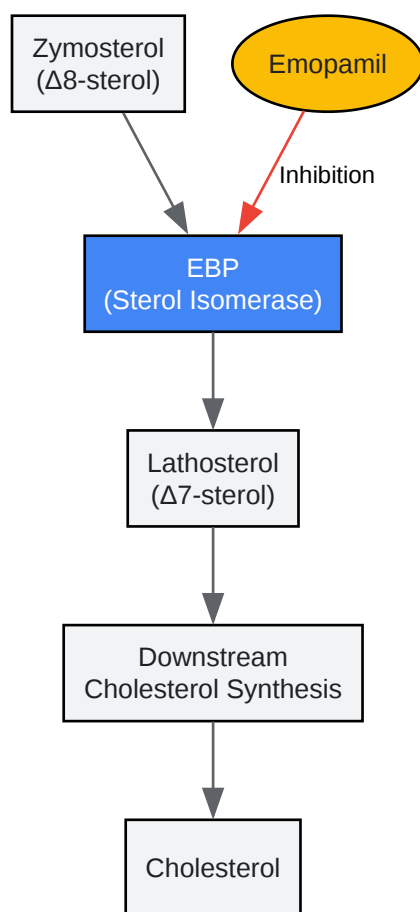 Zymosterol
(Δ8-sterol)
Emopamil
Inhibition
EBP
(Sterol Isomerase)
Lathosterol
(Δ7-sterol)
Downstream
Cholesterol Synthesis
Cholesterol